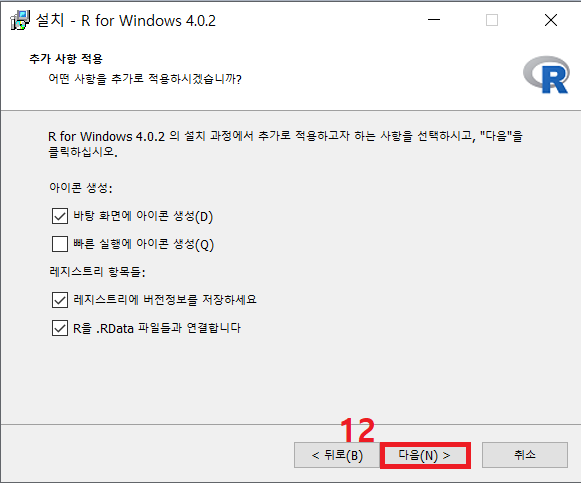 설치 - R for Windows 4.0.2
추가 사항 적용
어떤 사항을 추가로 적용하시겠습니까?
R
R for Windows 4.0.2 의 설치 과정에서 추가로 적용하고자 하는 사항을 선택하시고, "다음"을
클릭하십시오.
아이콘 생성:
바탕 화면에 아이콘 생성(D)
빠른 실행에 아이콘 생성(Q)
레지스트리 항목들:
레지스트리에 버전정보를 저장하세요
R을 .RData 파일들과 연결합니다
12
< 뒤로(B) 다음(N) > 취소